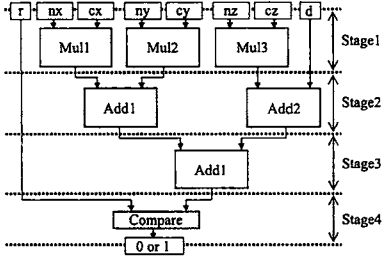 r nx cx ny cy nz cz d
Mul1 Mul2 Mul3 Stage1
Add1 Add2 Stage2
Add1 Stage3
Compare Stage4
0 or 1